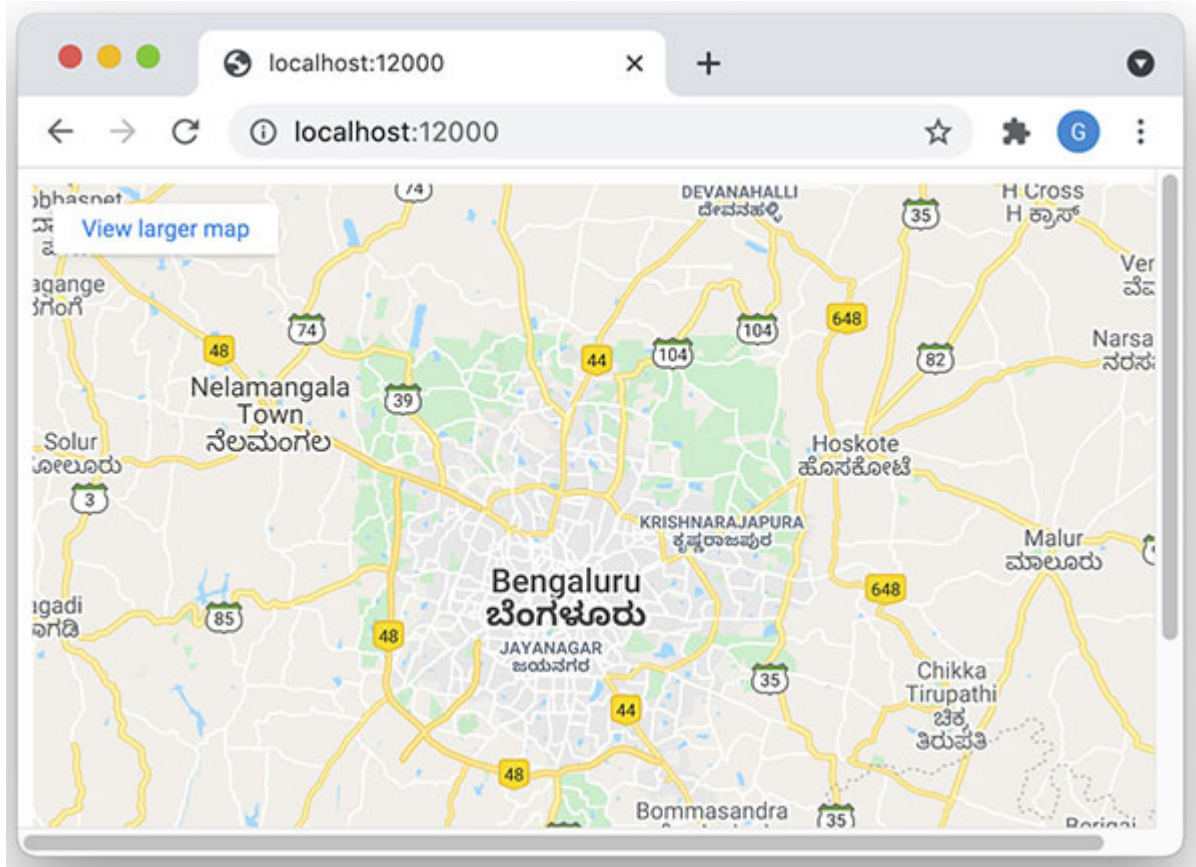 localhost:12000
localhost:12000
G
74
DEVANAHALLI
ದೇವನಹಳ್ಳಿ
35
H Cross
H ಕ್ರಾಸ್
View larger map
74
104
648
48
44
104
82
Nelamangala
Town
ನೆಲಮಂಗಲ
39
Solur
Hoskote
ಹೊಸಕೋಟೆ
3
KRISHNARAJAPURA
ಕೃಷ್ಣರಾಜಪುರ
Malur
ಮಾಲೂರು
Bengaluru
ಬೆಂಗಳೂರು
648
85
48
JAYANAGAR
ಜಯನಗರ
35
Chikka
Tirupathi
ಚಿಕ್ಕ
ತಿರುಪತಿ
44
48
Bommasandra
35